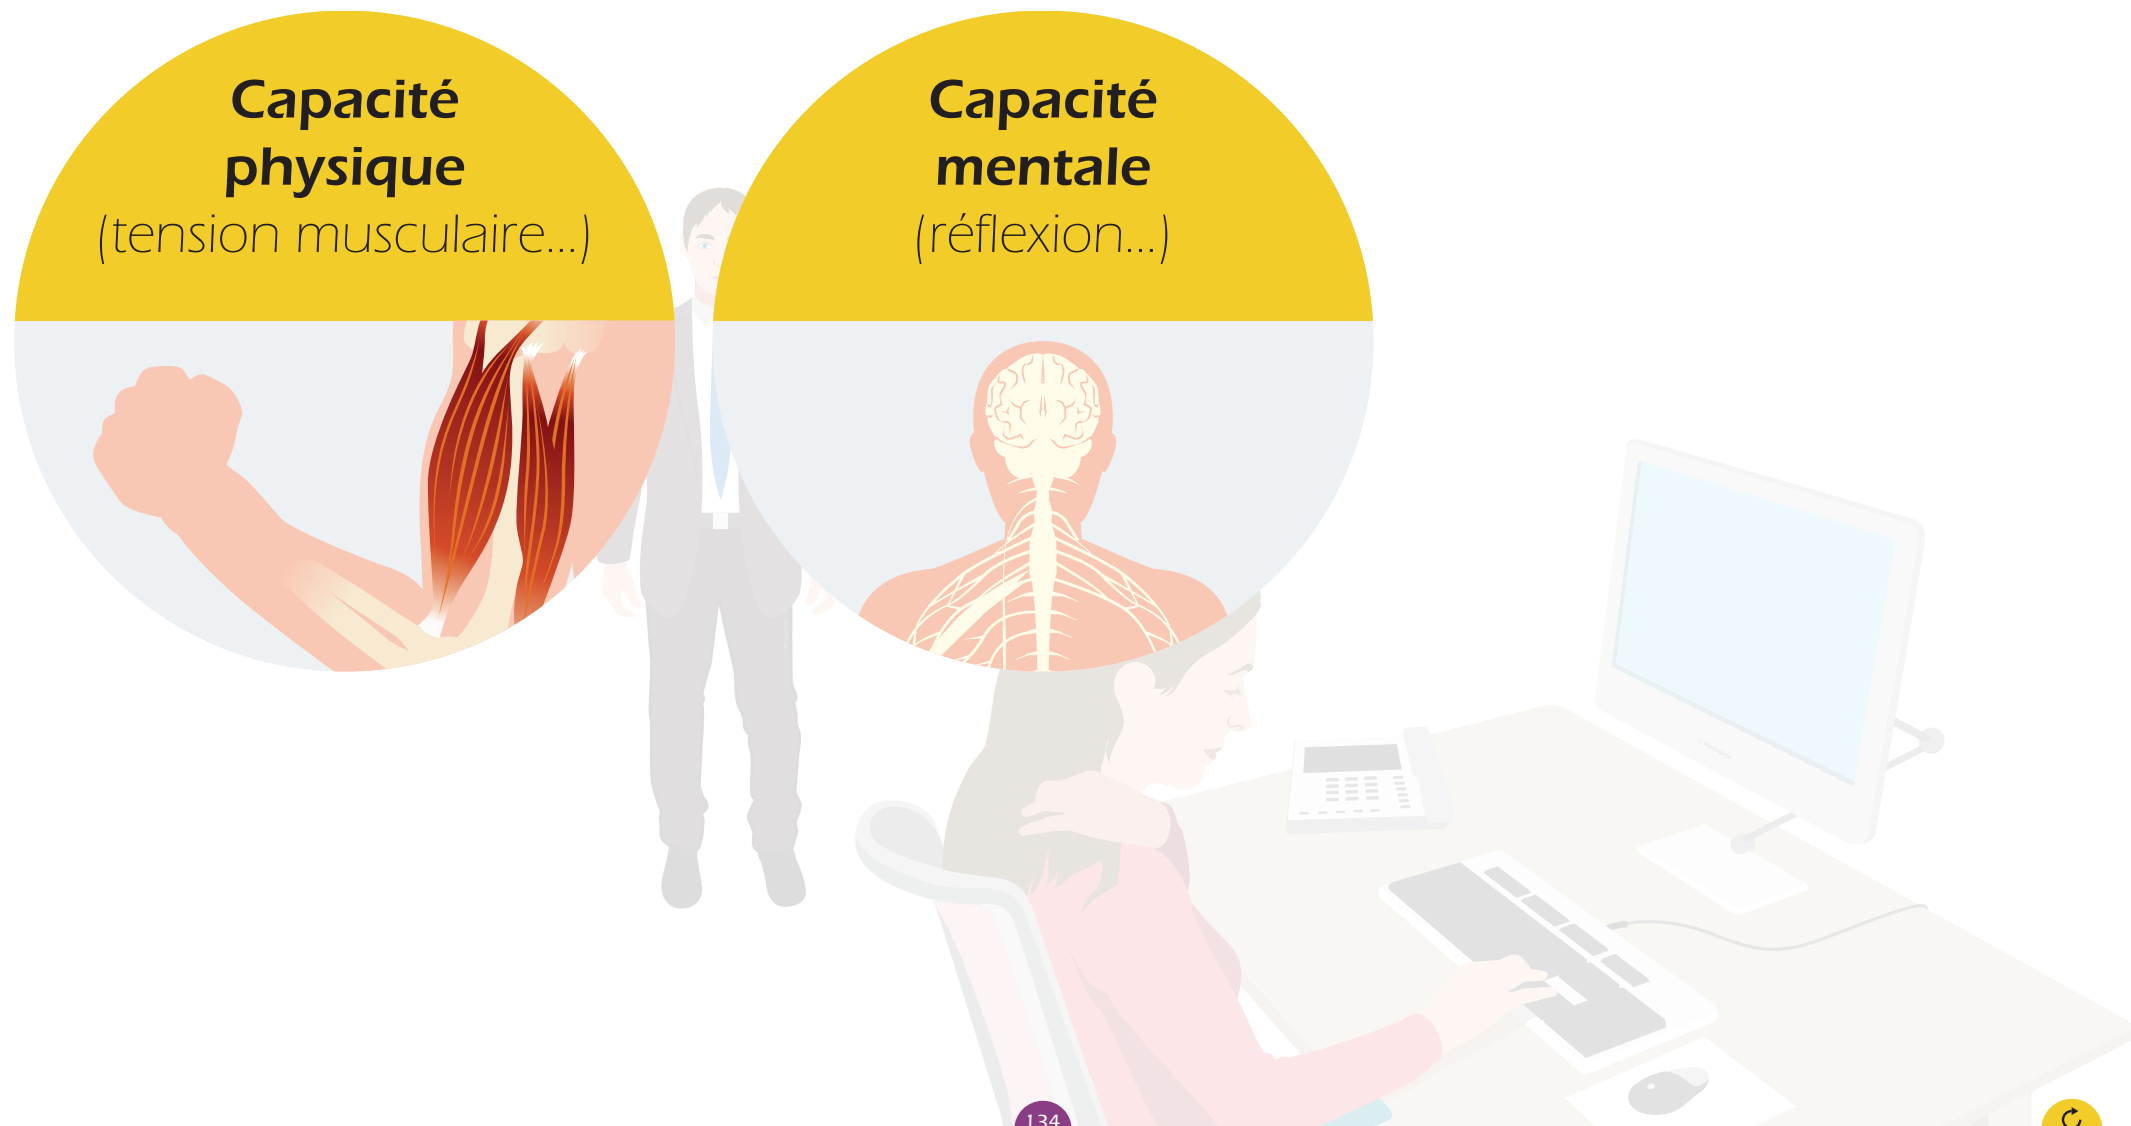 Capacité
physique
(tension musculaire...)
Capacité
mentale
(réflexion...)
134